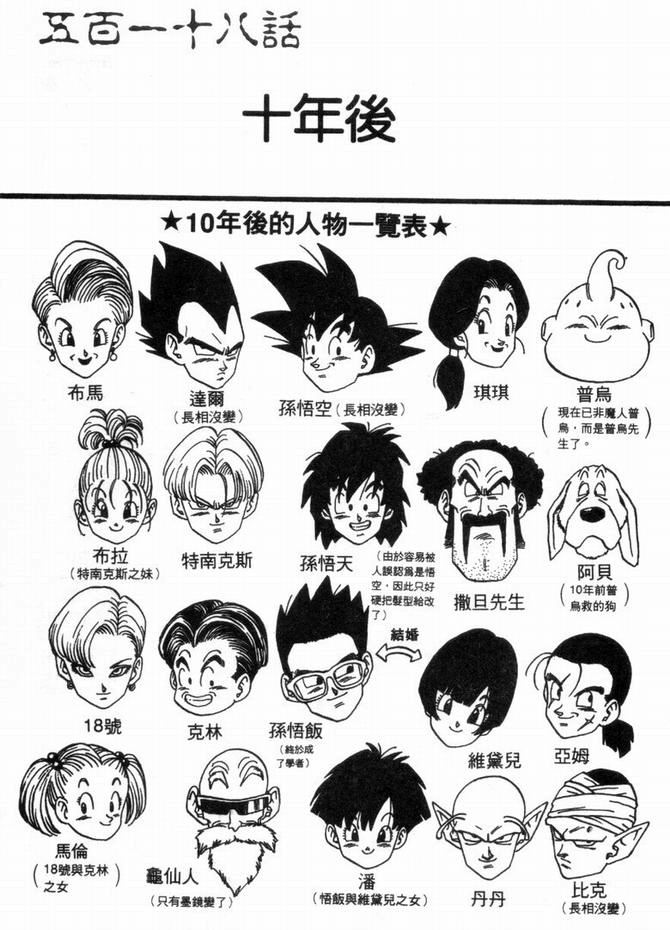 五百一十八話
十年後
★10年後的人物一覽表★
布馬
達爾
(長相沒變)
孫悟空(長相沒變)
琪琪
普烏
(現在已非魔人普
烏，而是普烏先
生了。)
布拉
(特南克斯之妹)
特南克斯
孫悟天
(由於容易被
人誤認爲是悟
空，因此只好
硬把髮型給改
了)
撒旦先生
阿貝
(10年前普
烏救的狗)
18號
克林
孫悟飯
(終於成
了學者)
結婚
維黛兒
亞姆
馬倫
(18號與克林
之女)
龜仙人
(只有墨鏡變了)
潘
(悟飯與維黛兒之女)
丹丹
比克
(長相沒變)